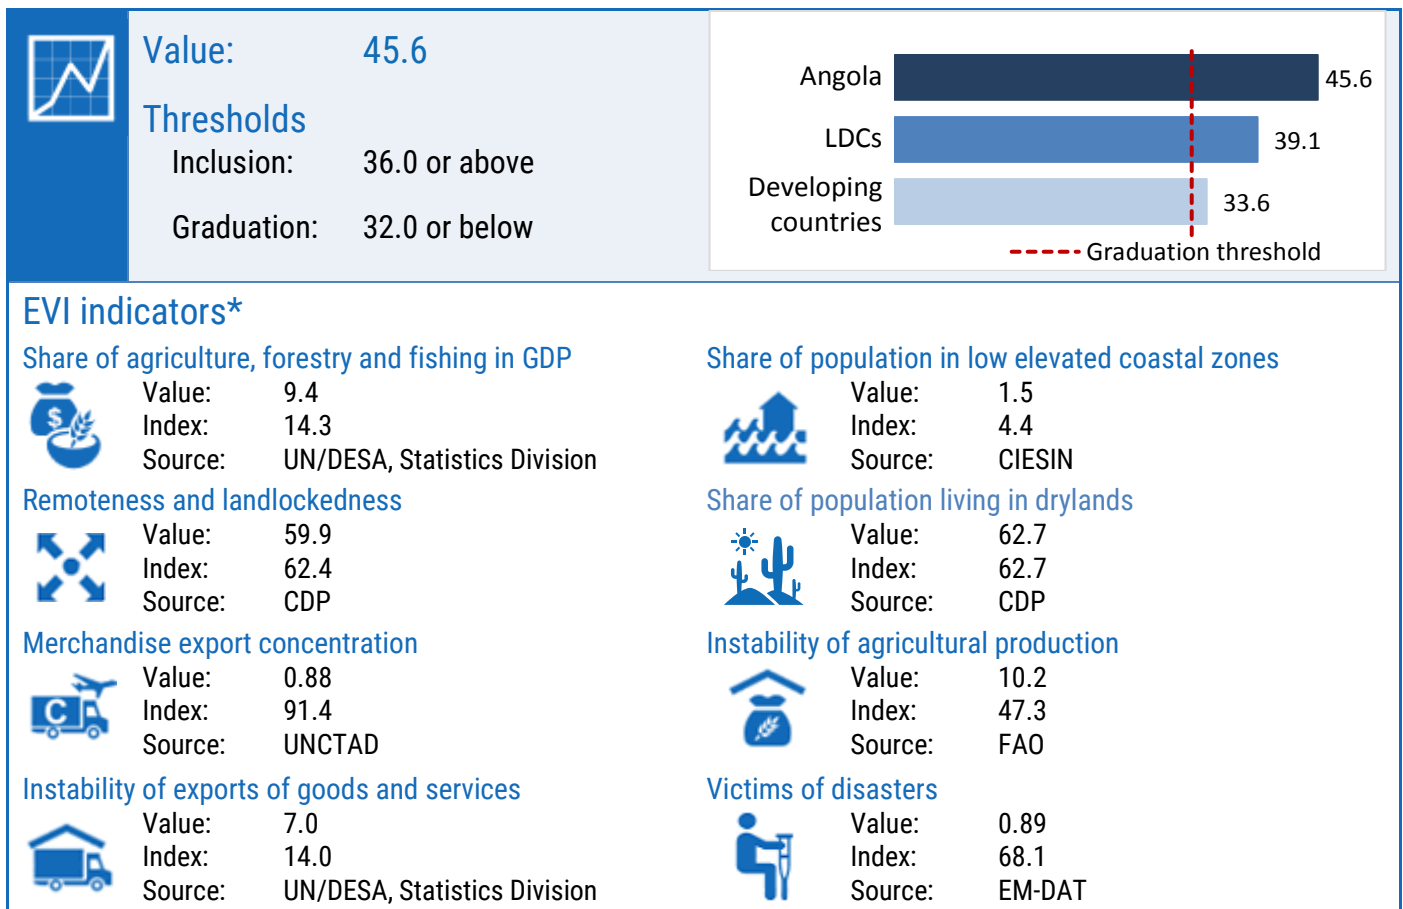 Value: 45.6
Thresholds
Inclusion: 36.0 or above
Graduation: 32.0 or below
Angola 45.6
LDCs 39.1
Developing
countries 33.6
Graduation threshold
EVI indicators*
Share of agriculture, forestry and fishing in GDP
$
Value: 9.4
Index: 14.3
Source: UN/DESA, Statistics Division
Remoteness and landlockedness
Value: 59.9
Index: 62.4
Source: CDP
Merchandise export concentration
C
Value: 0.88
Index: 91.4
Source: UNCTAD
Instability of exports of goods and services
Value: 7.0
Index: 14.0
Source: UN/DESA, Statistics Division
Share of population in low elevated coastal zones
Value: 1.5
Index: 4.4
Source: CIESIN
Share of population living in drylands
Value: 62.7
Index: 62.7
Source: CDP
Instability of agricultural production
Value: 10.2
Index: 47.3
Source: FAO
Victims of disasters
Value: 0.89
Index: 68.1
Source: EM-DAT